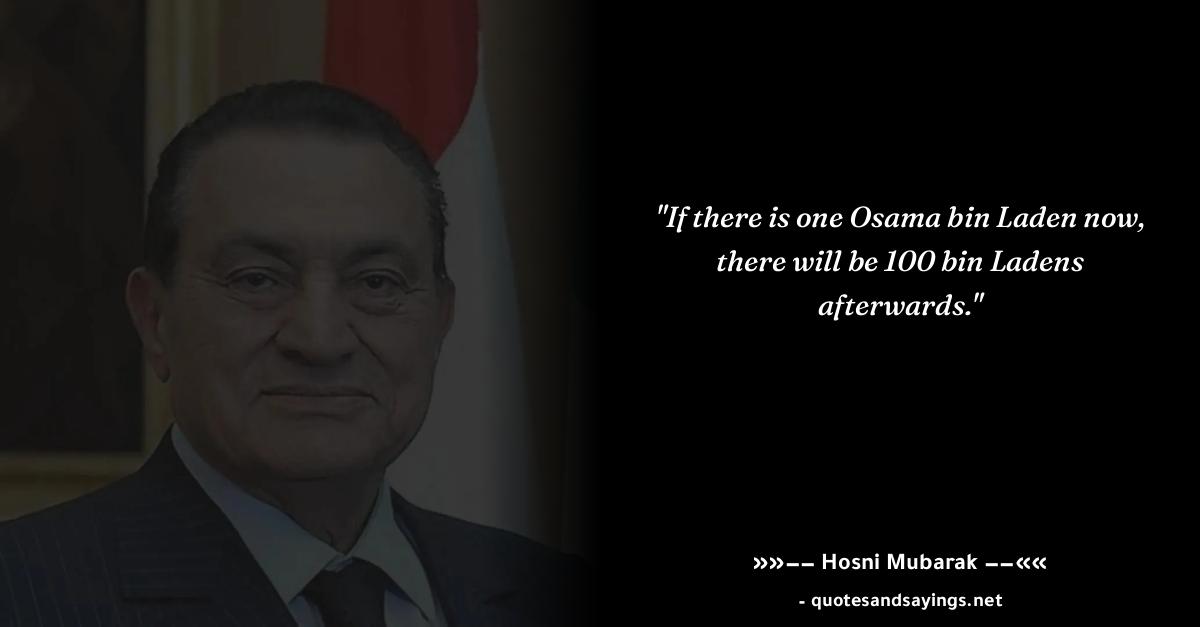 "If there is one Osama bin Laden now,
there will be 100 bin Ladens
afterwards."
»»–– Hosni Mubarak ––««
- quotesandsayings.net